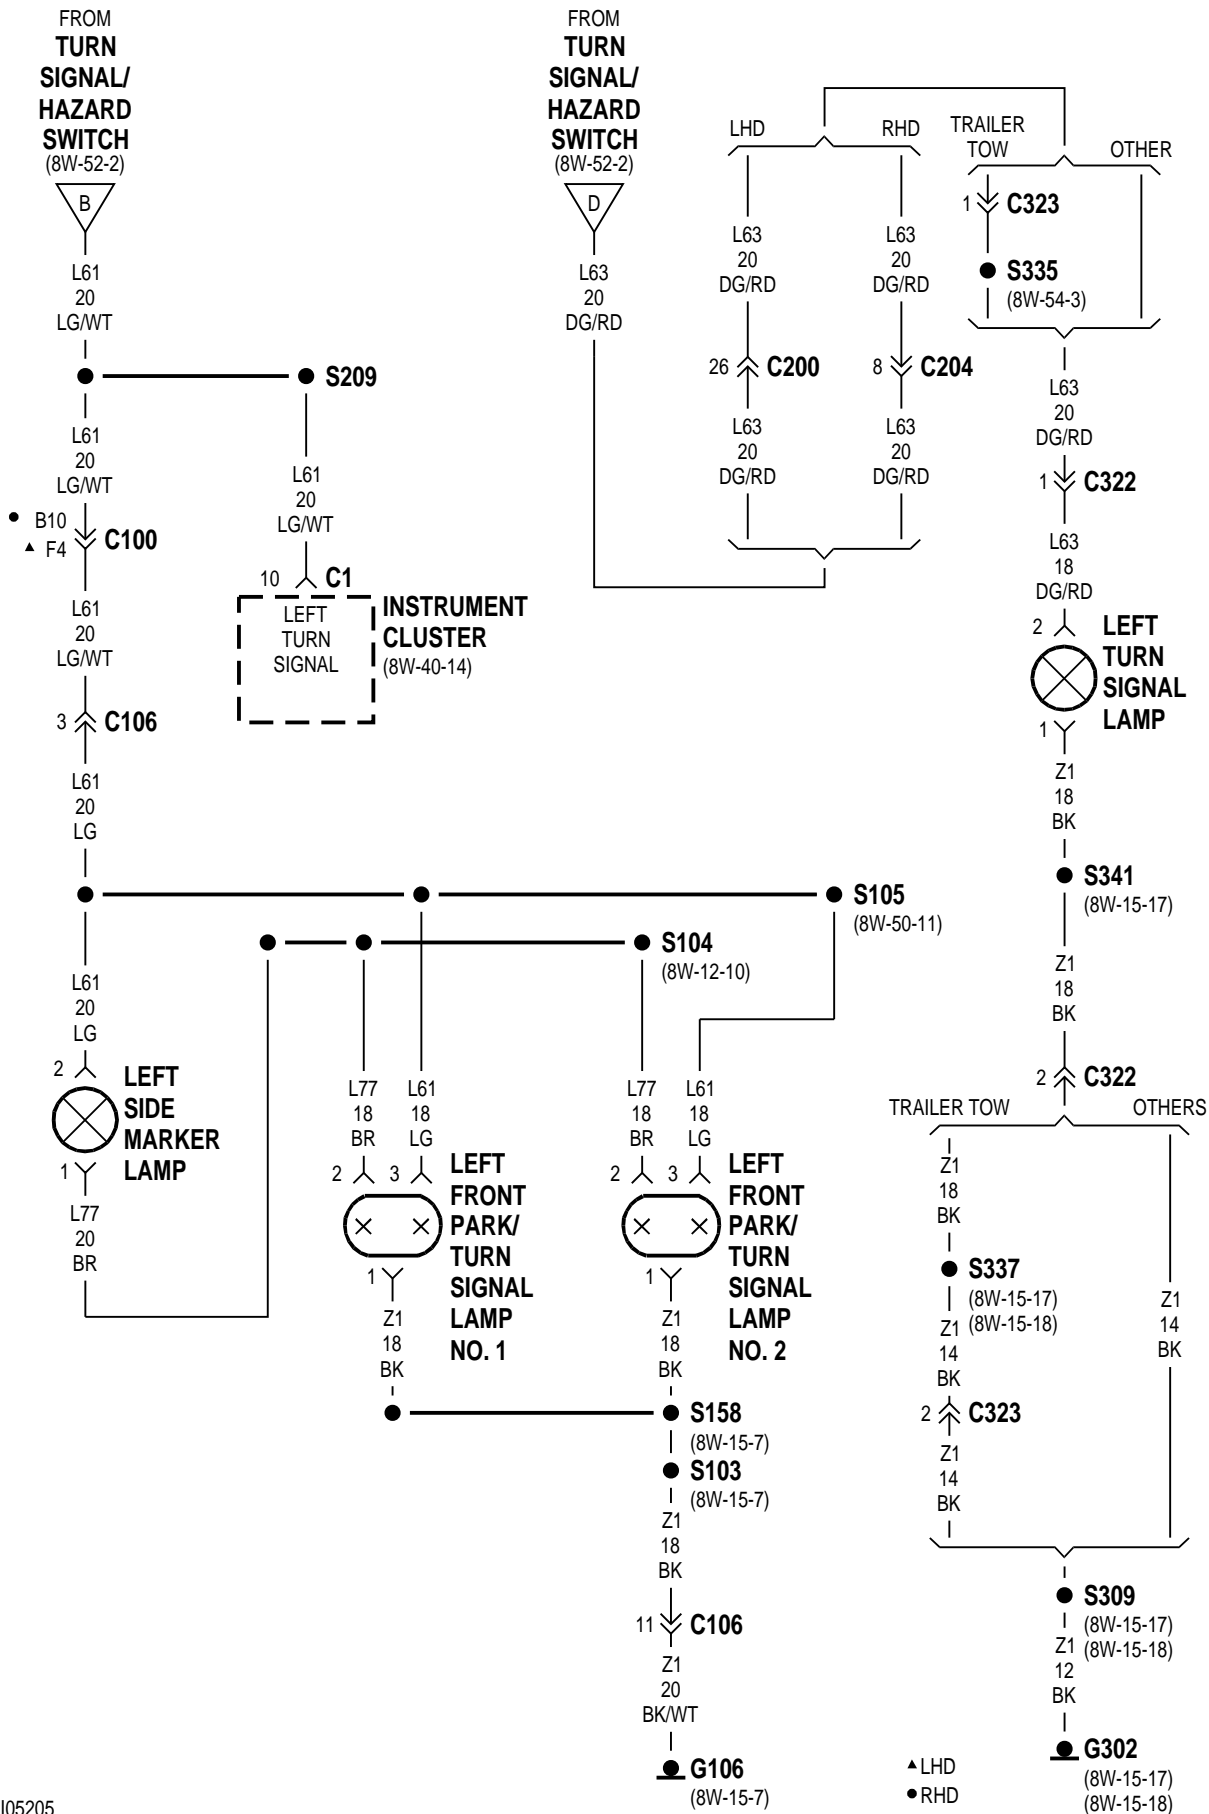 FROM
TURN
SIGNAL/
HAZARD
SWITCH
(8W-52-2)
B
L61
20
LG/WT
S209
L61
20
LG/WT
● B10
▲ F4
C100
L61
20
LG/WT
10
C1
LEFT
TURN
SIGNAL
INSTRUMENT
CLUSTER
(8W-40-14)
L61
20
LG/WT
3
C106
L61
20
LG
S105
(8W-50-11)
S104
(8W-12-10)
L61
20
LG
2
LEFT
SIDE
MARKER
LAMP
1
L77
20
BR
L77
18
BR
2
L61
18
LG
3
LEFT
FRONT
PARK/
TURN
SIGNAL
LAMP
NO. 1
1
Z1
18
BK
L77
18
BR
2
L61
18
LG
3
LEFT
FRONT
PARK/
TURN
SIGNAL
LAMP
NO. 2
1
Z1
18
BK
S158
(8W-15-7)
S103
(8W-15-7)
Z1
18
BK
11
C106
Z1
20
BK/WT
G106
(8W-15-7)
FROM
TURN
SIGNAL/
HAZARD
SWITCH
(8W-52-2)
D
L63
20
DG/RD
LHD
RHD
L63
20
DG/RD
26
C200
L63
20
DG/RD
L63
20
DG/RD
8
C204
L63
20
DG/RD
TRAILER
TOW
OTHER
1
C323
S335
(8W-54-3)
L63
20
DG/RD
1
C322
L63
18
DG/RD
2
LEFT
TURN
SIGNAL
LAMP
1
Z1
18
BK
S341
(8W-15-17)
Z1
18
BK
2
C322
TRAILER TOW
OTHERS
Z1
18
BK
S337
(8W-15-17)
(8W-15-18)
Z1
14
BK
2
C323
Z1
14
BK
Z1
14
BK
S309
(8W-15-17)
(8W-15-18)
Z1
12
BK
G302
(8W-15-17)
(8W-15-18)
▲ LHD
● RHD
J05205